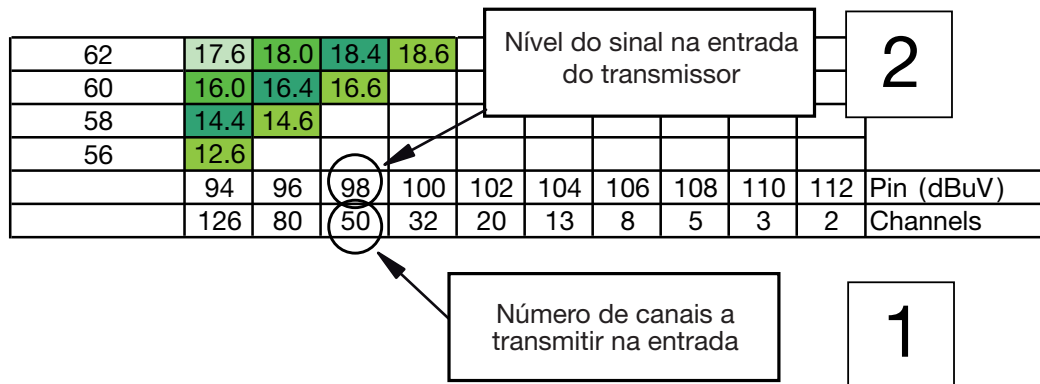 Nível do sinal na entrada
do transmissor
2
62 17.6 18.0 18.4 18.6
60 16.0 16.4 16.6
58 14.4 14.6
56 12.6
94 96 98 100 102 104 106 108 110 112 Pin (dBuV)
126 80 50 32 20 13 8 5 3 2 Channels
Número de canais a
transmitir na entrada
1